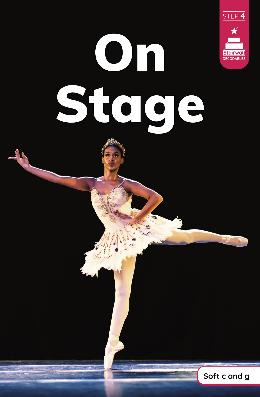 On
Stage
STEP 4
Soft c and g